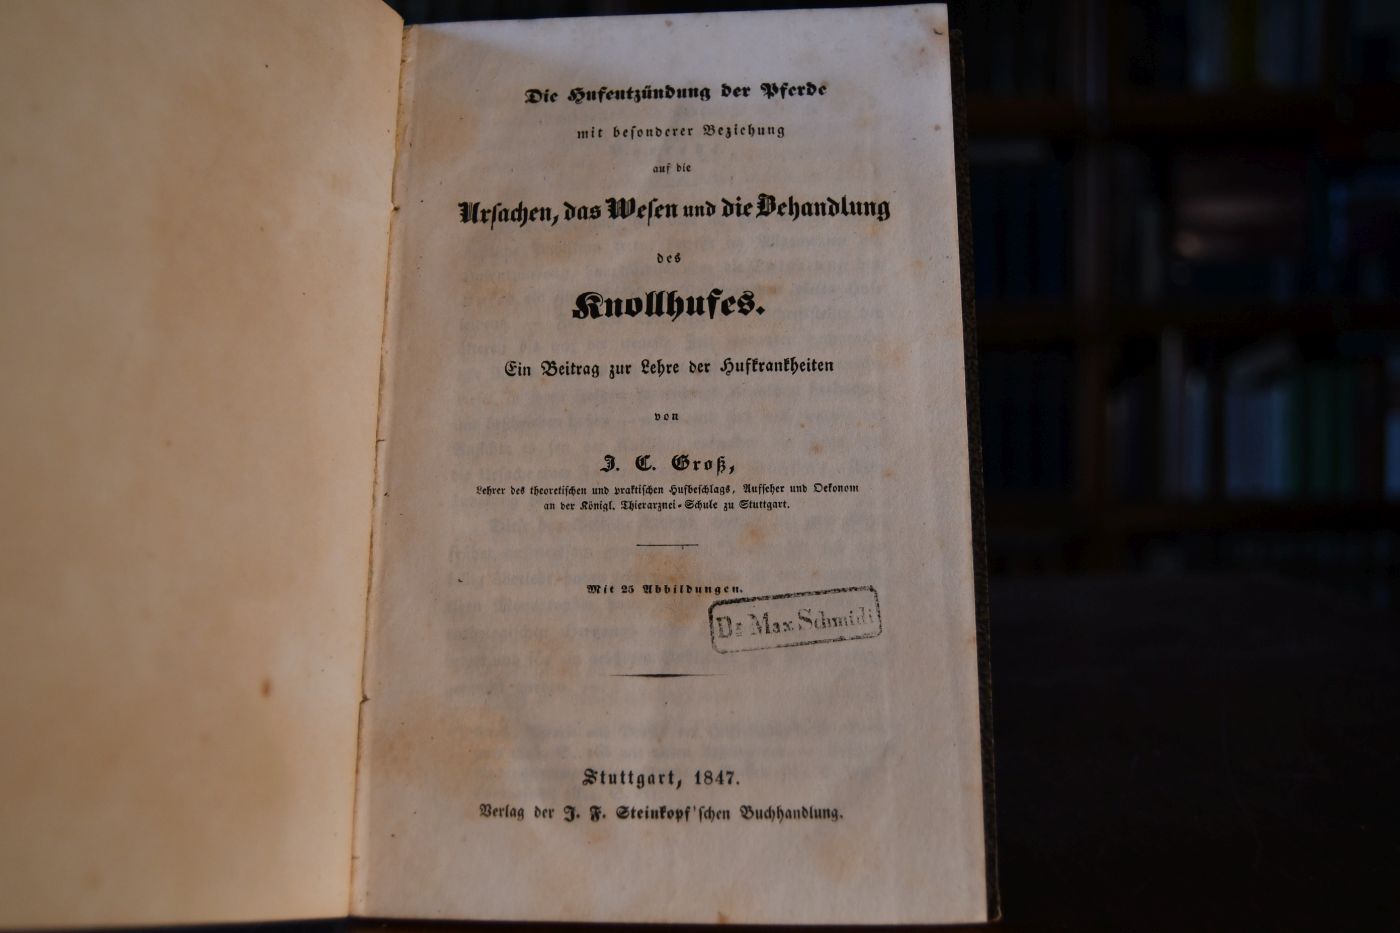 Die Hufentzündung der Pferde
mit beſonderer Beziehung
auf die
Urſachen, das Weſen und die Behandlung
des
Knollhufes.
Ein Beitrag zur Lehre der Hufkrankheiten
von
J. C. Groß,
Lehrer des theoretiſchen und praktiſchen Hufbeſchlags, Aufſeher und Oekonom
an der Königl. Thierarznei-Schule zu Stuttgart.
Mit 25 Abbildungen.
Dr Max Schmidt
Stuttgart, 1847.
Verlag der J. F. Steinkopf'ſchen Buchhandlung.